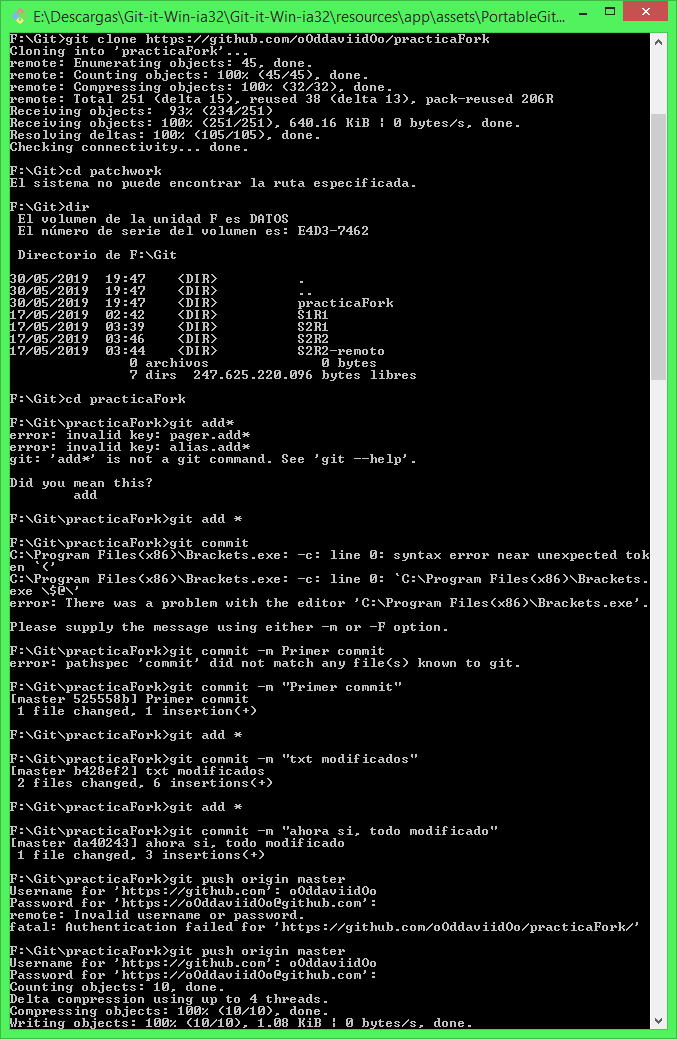 E:\Descargas\Git-it-Win-ia32\Git-it-Win-ia32\resources\app\assets\PortableGit...
F:\Git>git clone https://github.com/oOddaviidOo/practicaFork
Cloning into 'practicaFork'...
remote: Enumerating objects: 45, done.
remote: Counting objects: 100% (45/45), done.
remote: Compressing objects: 100% (32/32), done.
remote: Total 251 (delta 15), reused 38 (delta 13), pack-reused 206R
Receiving objects:  93% (234/251)
Receiving objects: 100% (251/251), 640.16 KiB | 0 bytes/s, done.
Resolving deltas: 100% (105/105), done.
Checking connectivity... done.

F:\Git>cd patchwork
El sistema no puede encontrar la ruta especificada.

F:\Git>dir
 El volumen de la unidad F es DATOS
 El número de serie del volumen es: E4D3-7462

 Directorio de F:\Git

30/05/2019  19:47    <DIR>          .
30/05/2019  19:47    <DIR>          ..
30/05/2019  19:47    <DIR>          practicaFork
17/05/2019  02:42    <DIR>          S1R1
17/05/2019  03:39    <DIR>          S2R1
17/05/2019  03:46    <DIR>          S2R2
17/05/2019  03:44    <DIR>          S2R2-remoto
               0 archivos              0 bytes
               7 dirs  247.625.220.096 bytes libres

F:\Git>cd practicaFork

F:\Git\practicaFork>git add*
error: invalid key: pager.add*
error: invalid key: alias.add*
git: 'add*' is not a git command. See 'git --help'.

Did you mean this?
        add

F:\Git\practicaFork>git add *

F:\Git\practicaFork>git commit
C:\Program Files(x86)\Brackets.exe: -c: line 0: syntax error near unexpected tok
en `('
C:\Program Files(x86)\Brackets.exe: -c: line 0: `C:\Program Files(x86)\Brackets.
exe \$@\'
error: There was a problem with the editor 'C:\Program Files(x86)\Brackets.exe'.

Please supply the message using either -m or -F option.

F:\Git\practicaFork>git commit -m Primer commit
error: pathspec 'commit' did not match any file(s) known to git.

F:\Git\practicaFork>git commit -m "Primer commit"
[master 525558b] Primer commit
 1 file changed, 1 insertion(+)

F:\Git\practicaFork>git add *

F:\Git\practicaFork>git commit -m "txt modificados"
[master b428ef2] txt modificados
 2 files changed, 6 insertions(+)

F:\Git\practicaFork>git add *

F:\Git\practicaFork>git commit -m "ahora si, todo modificado"
[master da40243] ahora si, todo modificado
 1 file changed, 3 insertions(+)

F:\Git\practicaFork>git push origin master
Username for 'https://github.com': oOddaviidOo
Password for 'https://oOddaviidOo@github.com':
remote: Invalid username or password.
fatal: Authentication failed for 'https://github.com/oOddaviidOo/practicaFork/'

F:\Git\practicaFork>git push origin master
Username for 'https://github.com': oOddaviidOo
Password for 'https://oOddaviidOo@github.com':
Counting objects: 10, done.
Delta compression using up to 4 threads.
Compressing objects: 100% (10/10), done.
Writing objects: 100% (10/10), 1.08 KiB | 0 bytes/s, done.